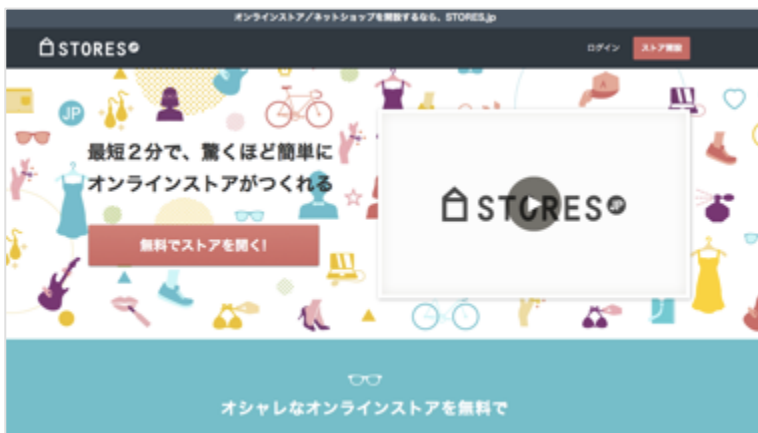 オンラインストア/ネットショップを開設するなら、STORES.jp
STORES.JP
ログイン
ストア開設
JP
最短2分で、驚くほど簡単に
オンラインストアがつくれる
無料でストアを開く!
STORES.JP
オシャレなオンラインストアを無料で